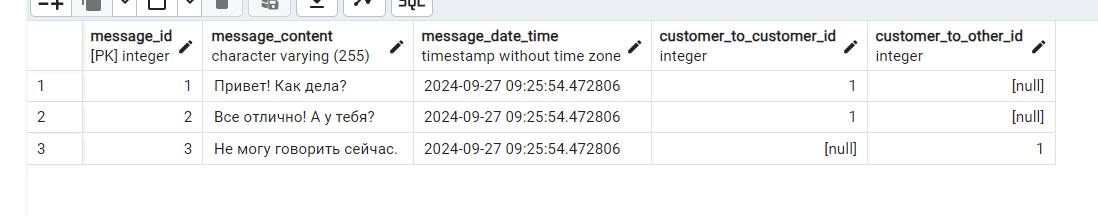 SQL
message_id message_content message_date_time customer_to_customer_id customer_to_other_id
[PK] integer character varying (255) timestamp without time zone integer integer
1 1 Привет! Как дела? 2024-09-27 09:25:54.472806 1 [null]
2 2 Все отлично! А у тебя? 2024-09-27 09:25:54.472806 1 [null]
3 3 Не могу говорить сейчас. 2024-09-27 09:25:54.472806 [null] 1